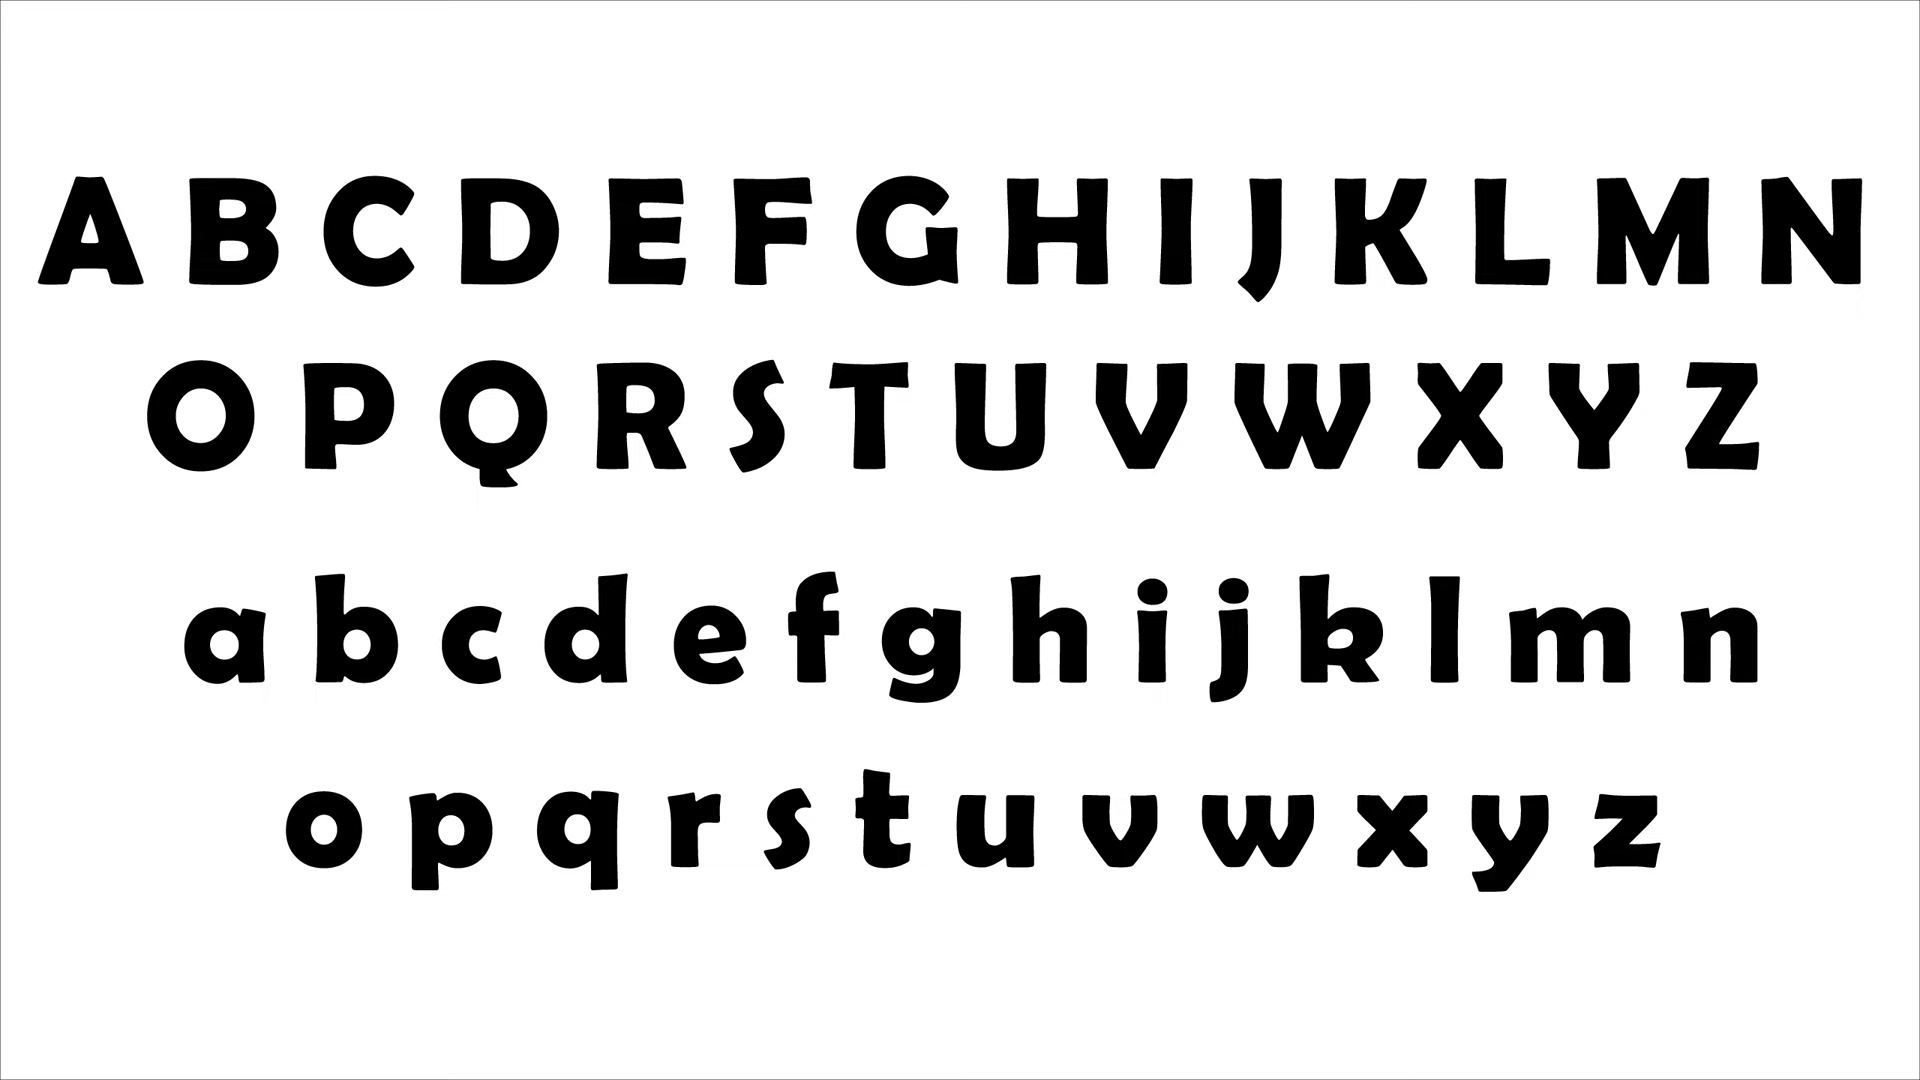 A B C D E F G H I J K L M N
O P Q R S T U V W X Y Z
a b c d e f g h i j k l m n
o p q r s t u v w x y z